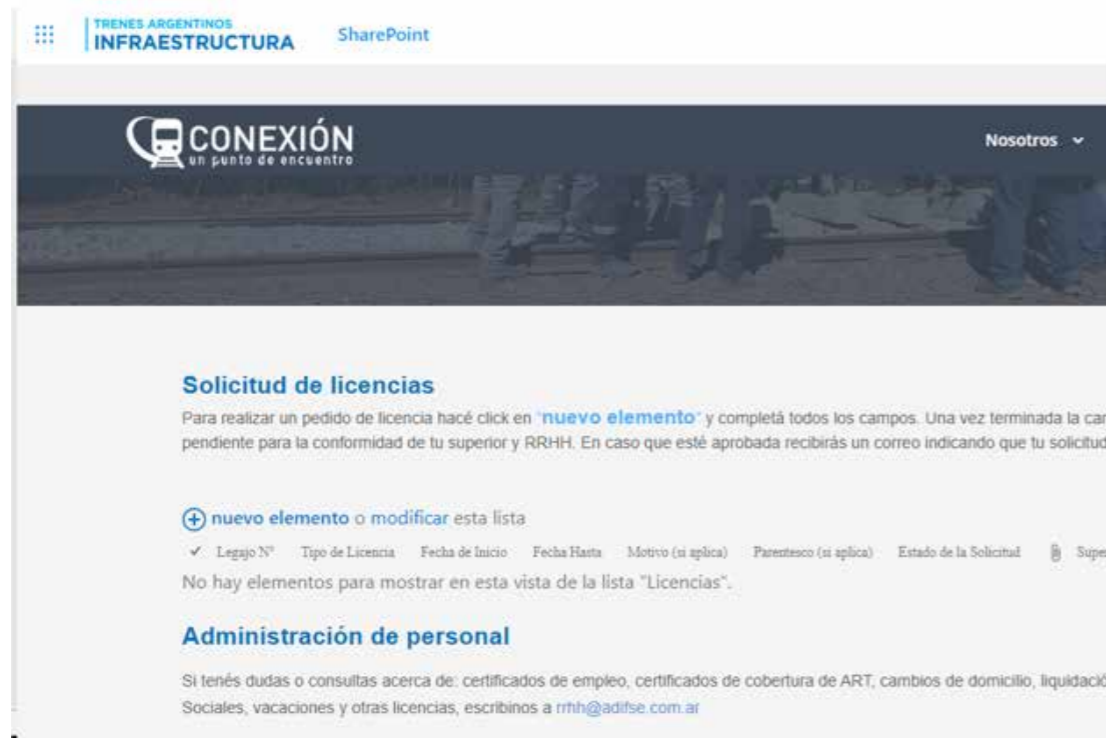 TRENES ARGENTINOS
INFRAESTRUCTURA
SharePoint
CONEXIÓN
un punto de encuentro
Nosotros
Solicitud de licencias
Para realizar un pedido de licencia hacé click en "nuevo elemento" y completá todos los campos. Una vez terminada la car
pendiente para la conformidad de tu superior y RRHH. En caso que esté aprobada recibirás un correo indicando que tu solicitud
nuevo elemento o modificar esta lista
Legajo N° Tipo de Licencia Fecha de Inicio Fecha Hasta Motivo (si aplica) Parentesco (si aplica) Estado de la Solicitud Super
No hay elementos para mostrar en esta vista de la lista "Licencias".
Administración de personal
Si tenés dudas o consultas acerca de: certificados de empleo, certificados de cobertura de ART, cambios de domicilio, liquidació
Sociales, vacaciones y otras licencias, escribinos a rrhh@adifse.com.ar